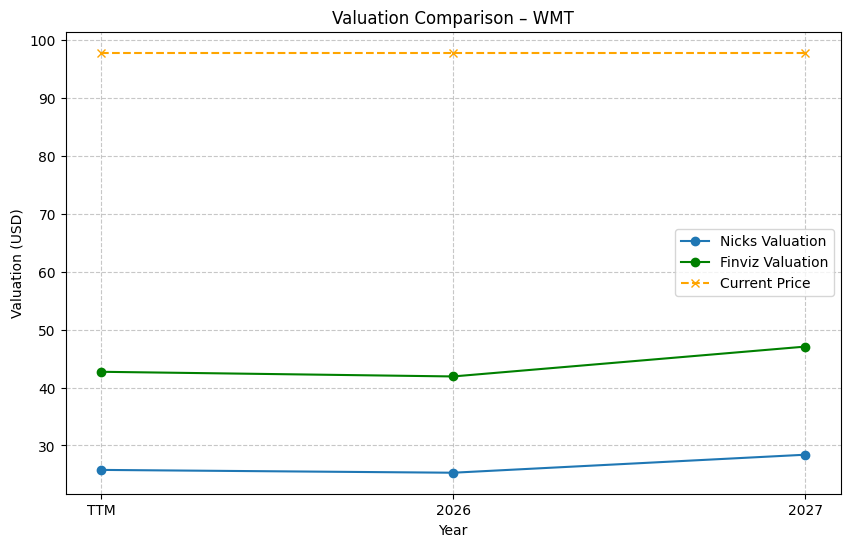 Valuation Comparison – WMT
Valuation (USD)
100
90
80
70
60
50
40
30
Nicks Valuation
Finviz Valuation
Current Price
TTM
2026
2027
Year